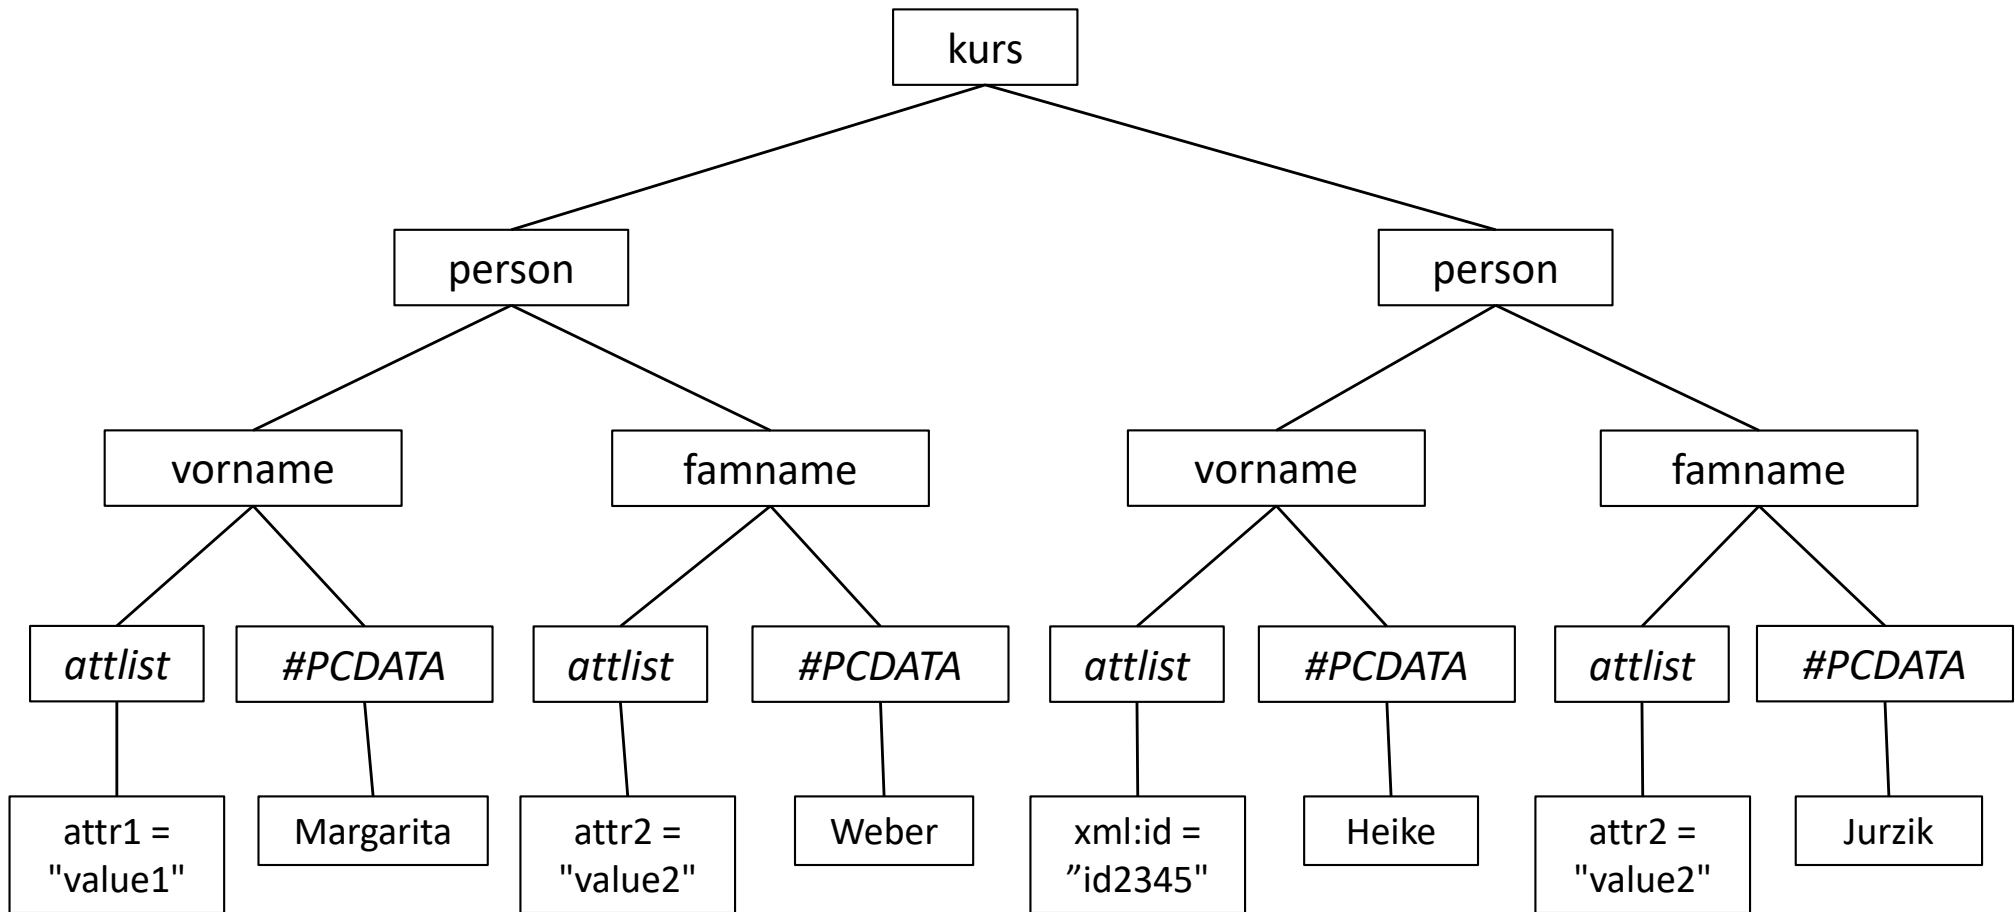 kurs
person person
vorname famname vorname famname
attlist #PCDATA attlist #PCDATA attlist #PCDATA attlist #PCDATA
attr1 = Margarita attr2 = Weber xml:id = Heike attr2 = Jurzik
"value1" "value2" ”id2345" "value2"